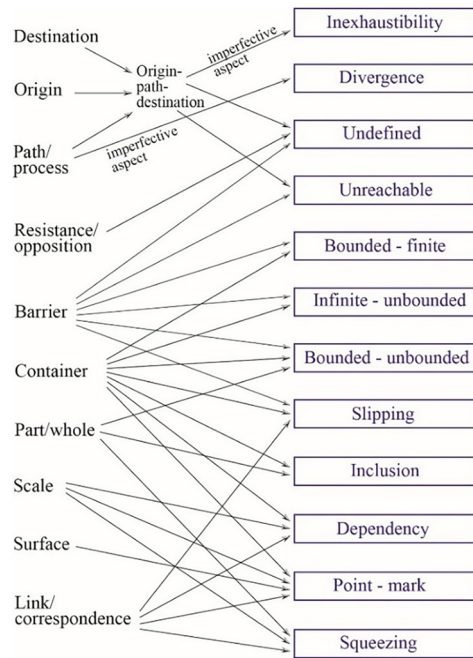 Destination
Origin
Path/
process
Resistance/
opposition
Barrier
Container
Part/whole
Scale
Surface
Link/
correspondence
Origin-
path-
destination
imperfective
aspect
imperfective
aspect
Inexhaustibility
Divergence
Undefined
Unreachable
Bounded - finite
Infinite - unbounded
Bounded - unbounded
Slipping
Inclusion
Dependency
Point - mark
Squeezing